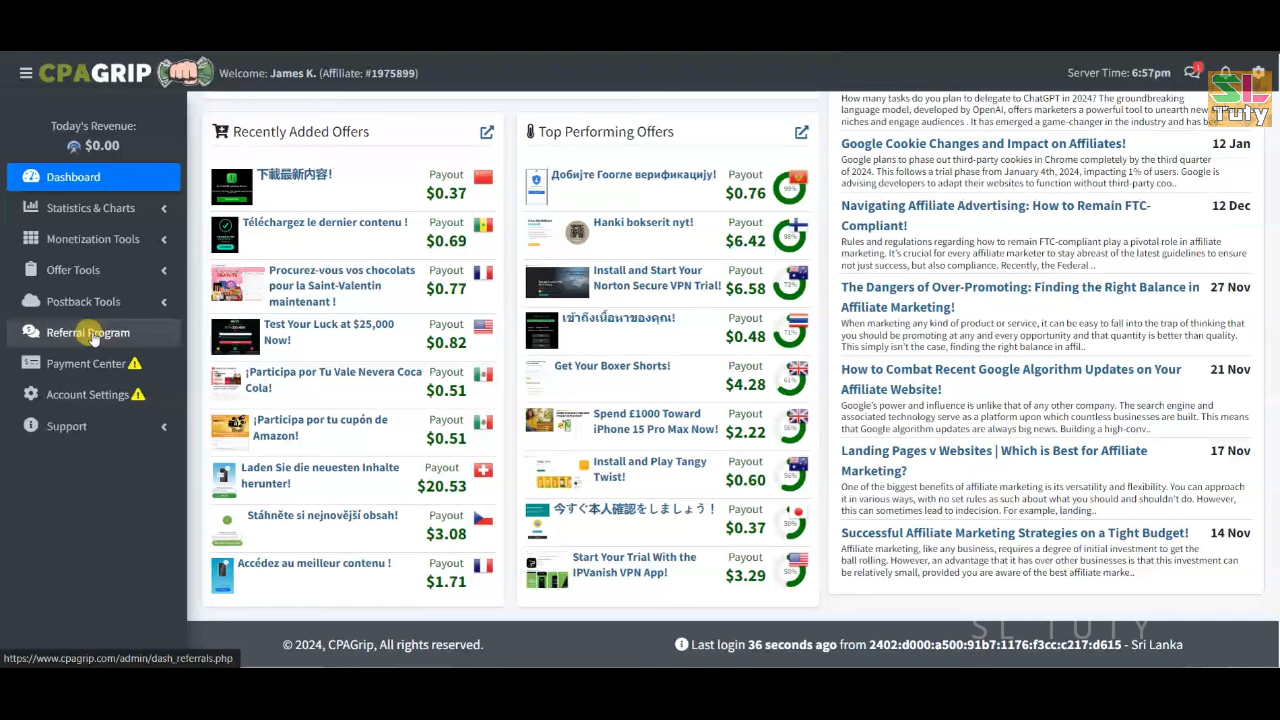 CPAGRIP
Welcome: James K. (Affiliate: #1975899)
Server Time: 6:57pm
1
SL
Tuty
Today's Revenue:
$0.00
Dashboard
Statistics & Charts
Monetization Tools
Offer Tools
Postback Tools
Referral Program
Payment Center
Account Settings
Support
Recently Added Offers
下載最新內容!
Payout
$0.37
Téléchargez le dernier contenu !
Payout
$0.69
Procurez-vous vos chocolats
pour la Saint-Valentin
maintenant !
Payout
$0.77
Test Your Luck at $25,000
Now!
Payout
$0.82
¡Participa por Tu Vale Nevera Coca
Cola!
Payout
$0.51
¡Participa por tu cupón de
Amazon!
Payout
$0.51
Laden Sie die neuesten Inhalte
herunter!
Payout
$20.53
Stáhněte si nejnovější obsah!
Payout
$3.08
Accédez au meilleur contenu !
Payout
$1.71
Top Performing Offers
Добијте Гоогле верификацију!
Payout
$0.76
99%
Hanki bokserit nyt!
Payout
$6.42
Install and Start Your
Norton Secure VPN Trial!
Payout
$6.58
73%
เข้าถึงเนื้อหาของคุณ!
Payout
$0.48
71%
Get Your Boxer Shorts!
Payout
$4.28
61%
Spend £1000 Toward
iPhone 15 Pro Max Now!
Payout
$2.22
56%
Install and Play Tangy
Twist!
Payout
$0.60
56%
今すぐ本人確認をしましょう！
Payout
$0.37
50%
Start Your Trial With the
IPVanish VPN App!
Payout
$3.29
50%
How many tasks do you plan to delegate to ChatGPT in 2024? The groundbreaking
language model, developed by OpenAI, offers marketers a powerful tool to unearth new
niches and engage audiences . It has emerged a game-changer in the industry and has
Google Cookie Changes and Impact on Affiliates!
12 Jan
Google plans to phase out third-party cookies in Chrome completely by the third quarter
of 2024. This follows a trial phase from January 4th, 2024, impacting 1% of users. Google is
advising developers to adapt their websites to function without third-party coo..
Navigating Affiliate Advertising: How to Remain FTC-
Compliant!
12 Dec
Rules and regulations regarding how to remain FTC-compliant play a pivotal role in affiliate
marketing. It's crucial for every affiliate marketer to stay abreast of the latest guidelines to ensure
not just success, but also compliance. Recently, the Federal ..
The Dangers of Over-Promoting: Finding the Right Balance in
Affiliate Marketing!
27 Nov
When marketing any kind of product or service, it can be easy to fall into the trap of thinking
you should be promoting as much as possible. But quality and not quantity is better than quality.
This simply isn't the case, finding the right balance in affil..
How to Combat Recent Google Algorithm Updates on Your
Affiliate Website!
21 Nov
Google's power and influence is unlike that of any other company. The search engine and
associated technology serve as a platform upon which countless businesses are built. This means
that Google algorithm updates are always big news. Building a high-conv..
Landing Pages v Websites | Which is Best for Affiliate
Marketing?
17 Nov
One of the biggest benefits of affiliate marketing is its versatility and flexibility. You can approach
it in various ways, with no set rules as such about what you should and shouldn't do. However,
this can sometimes lead to indecision. For example, landing..
Successful Affiliate Marketing Strategies on a Tight Budget!
14 Nov
Affiliate marketing, like any business, requires a degree of initial investment to get the
ball rolling. However, an advantage that it has over other businesses is that this investment can
be relatively small, provided you are aware of the best affiliate marke..
SL TUTY
© 2024, CPAGrip, All rights reserved.
Last login 36 seconds ago from 2402:d000:a500:91b7:1176:f3cc:c217:d615 - Sri Lanka
https://www.cpagrip.com/admin/dash_referrals.php